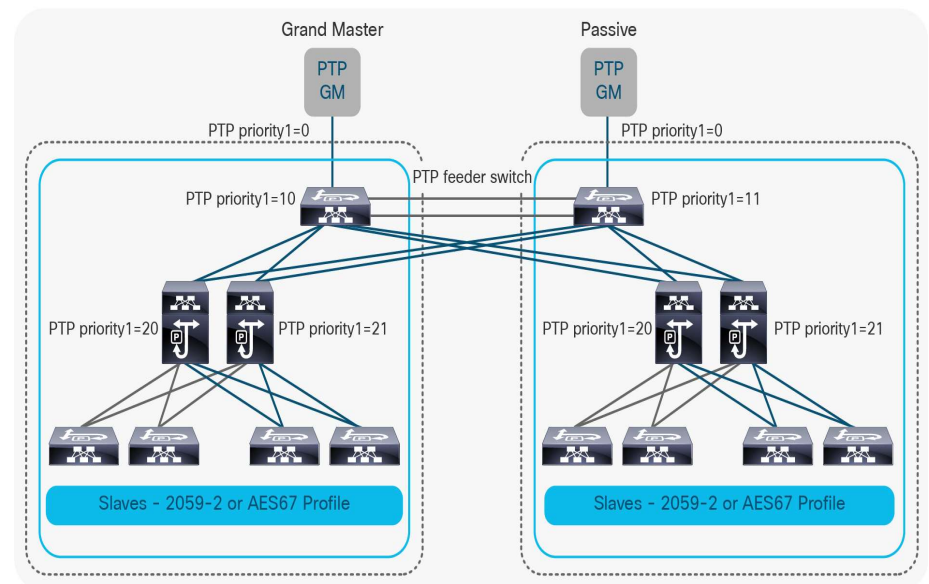 Grand Master
Passive
PTP
GM
PTP
GM
PTP priority1=0
PTP priority1=0
PTP feeder switch
PTP priority1=10
PTP priority1=11
PTP priority1=20
PTP priority1=21
PTP priority1=20
PTP priority1=21
P
P
P
P
Slaves - 2059-2 or AES67 Profile
Slaves - 2059-2 or AES67 Profile